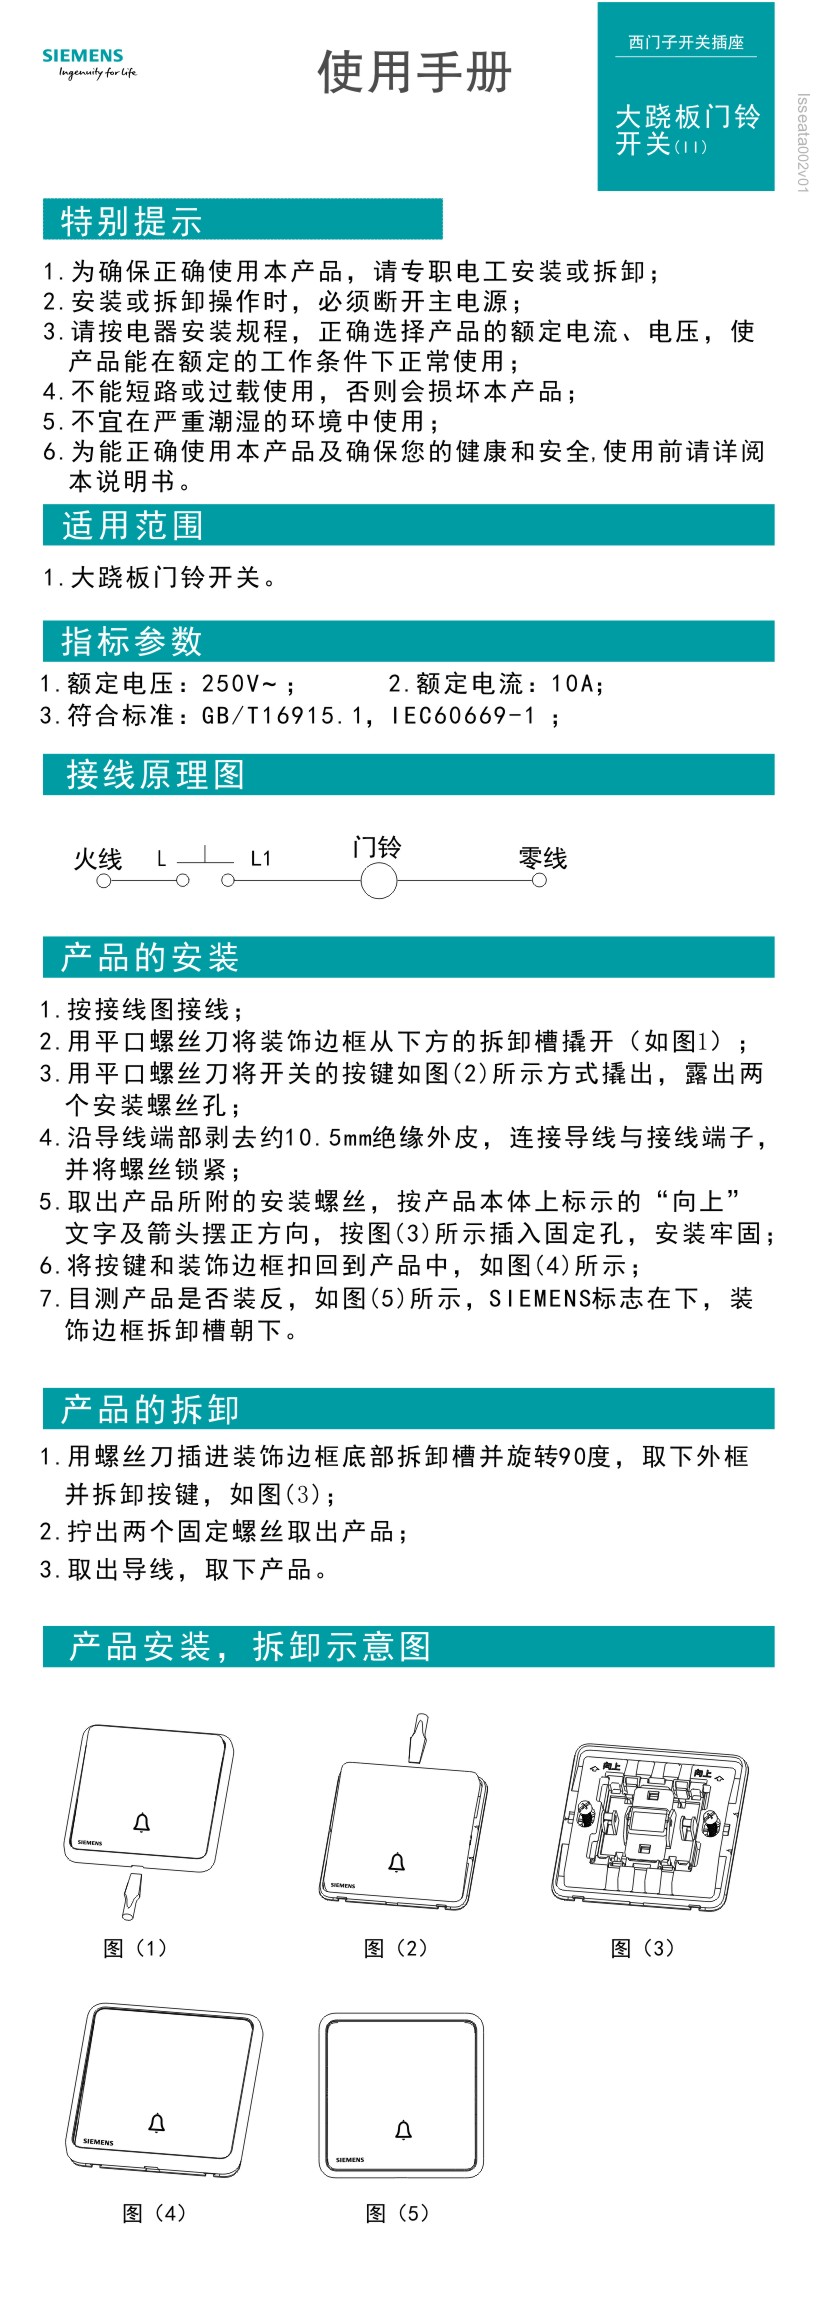 SIEMENS
Ingenuity for life
使用手册
西门子开关插座
大跷板门铃
开关(II)
Isseata002v01
特别提示
1.为确保正确使用本产品，请专职电工安装或拆卸；
2.安装或拆卸操作时，必须断开主电源；
3.请按电器安装规程，正确选择产品的额定电流、电压，使
产品能在额定的工作条件下正常使用；
4.不能短路或过载使用，否则会损坏本产品；
5.不宜在严重潮湿的环境中使用；
6.为能正确使用本产品及确保您的健康和安全,使用前请详阅
本说明书。
适用范围
1.大跷板门铃开关。
指标参数
1.额定电压：250V~； 2.额定电流：10A；
3.符合标准：GB/T16915.1，IEC60669-1 ；
接线原理图
火线 L L1 门铃 零线
产品的安装
1.按接线图接线；
2.用平口螺丝刀将装饰边框从下方的拆卸槽撬开（如图1）；
3.用平口螺丝刀将开关的按键如图(2)所示方式撬出，露出两
个安装螺丝孔；
4.沿导线端部剥去约10.5mm绝缘外皮，连接导线与接线端子，
并将螺丝锁紧；
5.取出产品所附的安装螺丝，按产品本体上标示的“向上”
文字及箭头摆正方向，按图(3)所示插入固定孔，安装牢固；
6.将按键和装饰边框扣回到产品中，如图(4)所示；
7.目测产品是否装反，如图(5)所示，SIEMENS标志在下，装
饰边框拆卸槽朝下。
产品的拆卸
1.用螺丝刀插进装饰边框底部拆卸槽并旋转90度，取下外框
并拆卸按键，如图(3)；
2.拧出两个固定螺丝取出产品；
3.取出导线，取下产品。
产品安装，拆卸示意图
SIEMENS
SIEMENS
向上 向上
图（1） 图（2） 图（3）
SIEMENS
SIEMENS
图（4） 图（5）